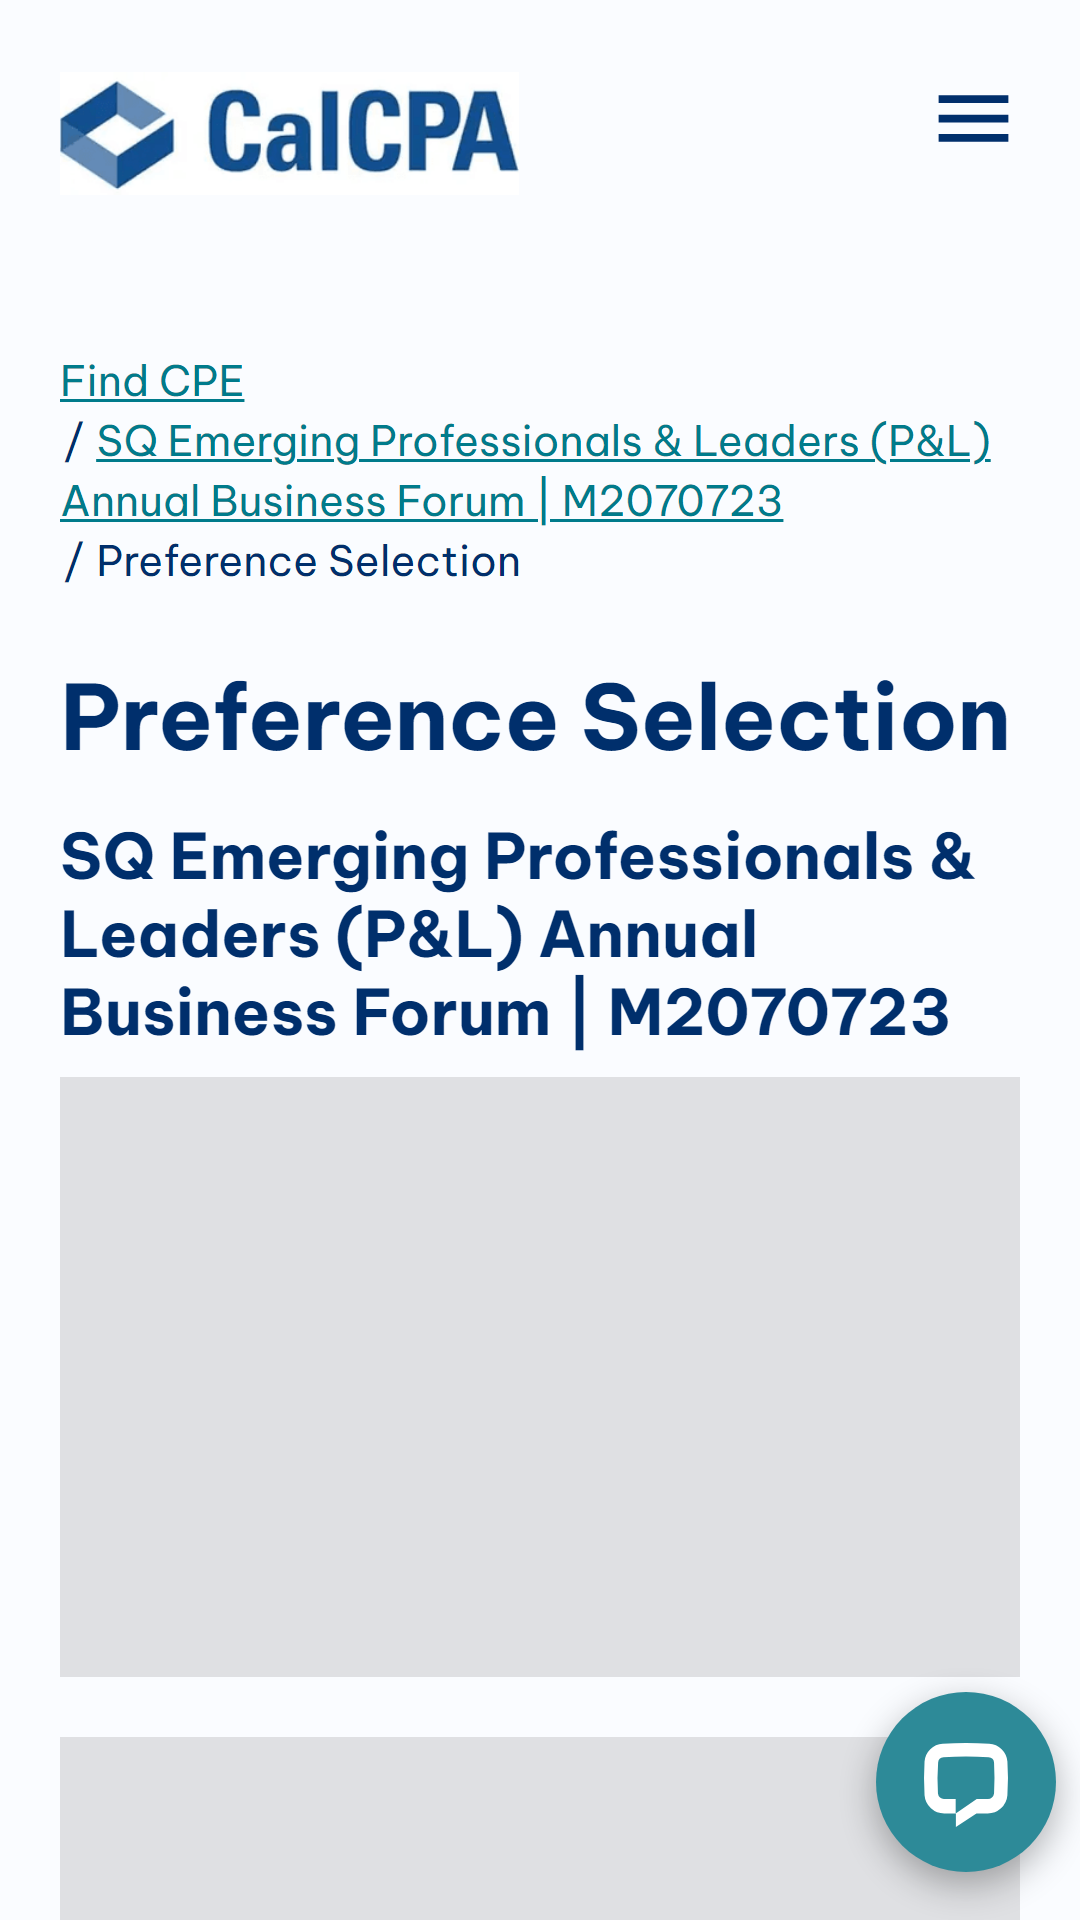 CalCPA
Find CPE
/ SQ Emerging Professionals & Leaders (P&L)
Annual Business Forum | M2070723
/ Preference Selection
Preference Selection
SQ Emerging Professionals &
Leaders (P&L) Annual
Business Forum | M2070723